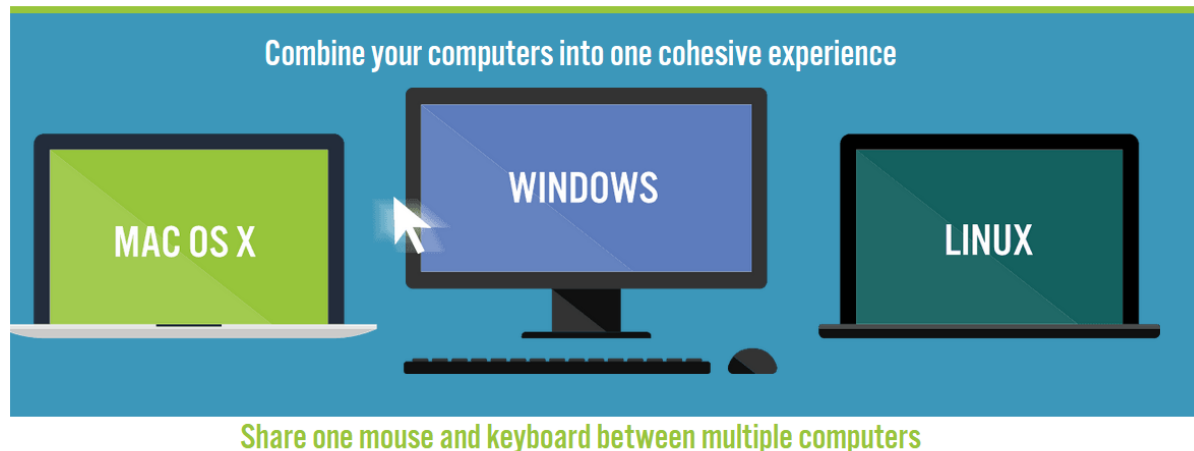 Combine your computers into one cohesive experience
MAC OS X
WINDOWS
LINUX
Share one mouse and keyboard between multiple computers